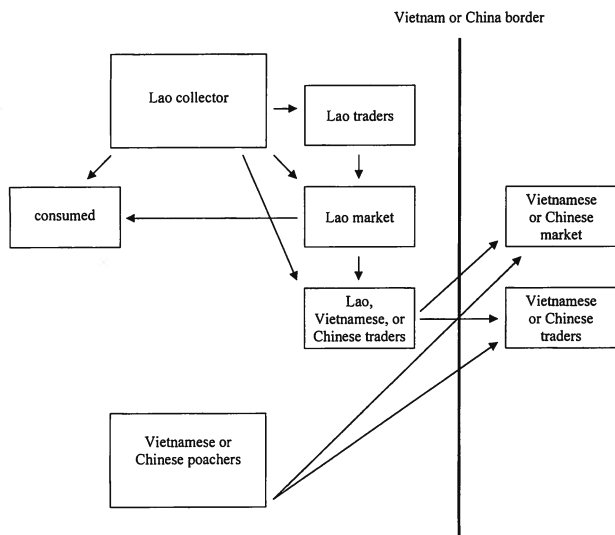 Vietnam or China border
Lao collector
Lao traders
consumed
Lao market
Vietnamese
or Chinese
market
Lao,
Vietnamese, or
Chinese traders
Vietnamese
or Chinese
traders
Vietnamese or
Chinese poachers